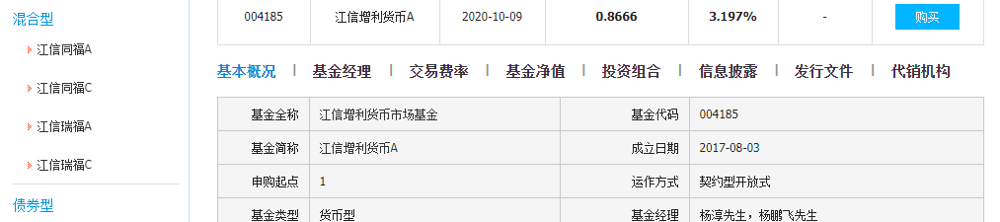 混合型
江信同福A
江信同福C
江信瑞福A
江信瑞福C
债券型
004185 江信增利货币A 2020-10-09 0.8666 3.197% - 购买
基本概况 | 基金经理 | 交易费率 | 基金净值 | 投资组合 | 信息披露 | 发行文件 | 代销机构
基金全称 江信增利货币市场基金 基金代码 004185
基金简称 江信增利货币A 成立日期 2017-08-03
申购起点 1 运作方式 契约型开放式
基金类型 货币型 基金经理 杨淳先生，杨鹏飞先生